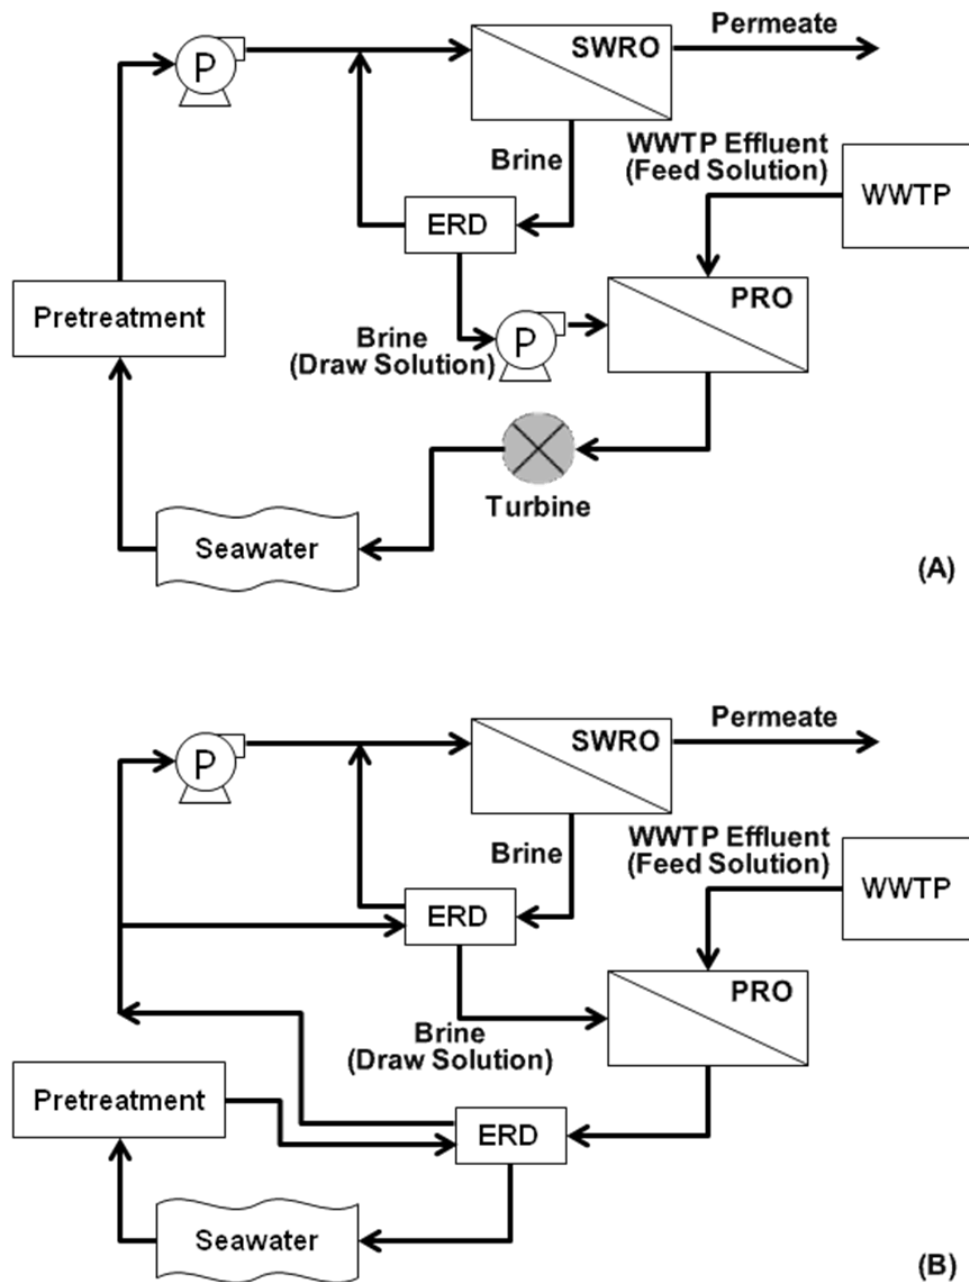 Permeate
P
SWRO
WWTP Effluent
(Feed Solution)
Brine
WWTP
ERD
PRO
Pretreatment
Brine
(Draw Solution)
P
Turbine
Seawater
(A)
Permeate
P
SWRO
WWTP Effluent
(Feed Solution)
Brine
WWTP
ERD
PRO
Brine
(Draw Solution)
Pretreatment
ERD
Seawater
(B)